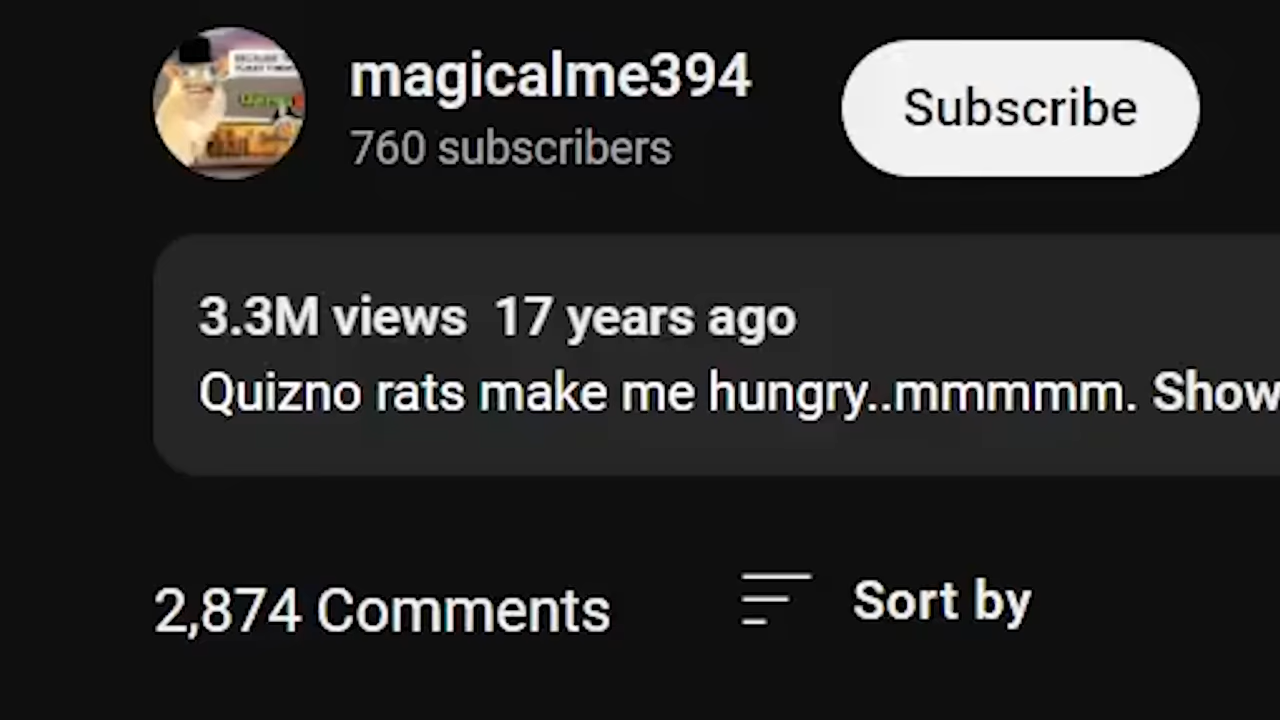 magicalme394
760 subscribers
Subscribe
3.3M views 17 years ago
Quizno rats make me hungry..mmmmm. Show
2,874 Comments
Sort by